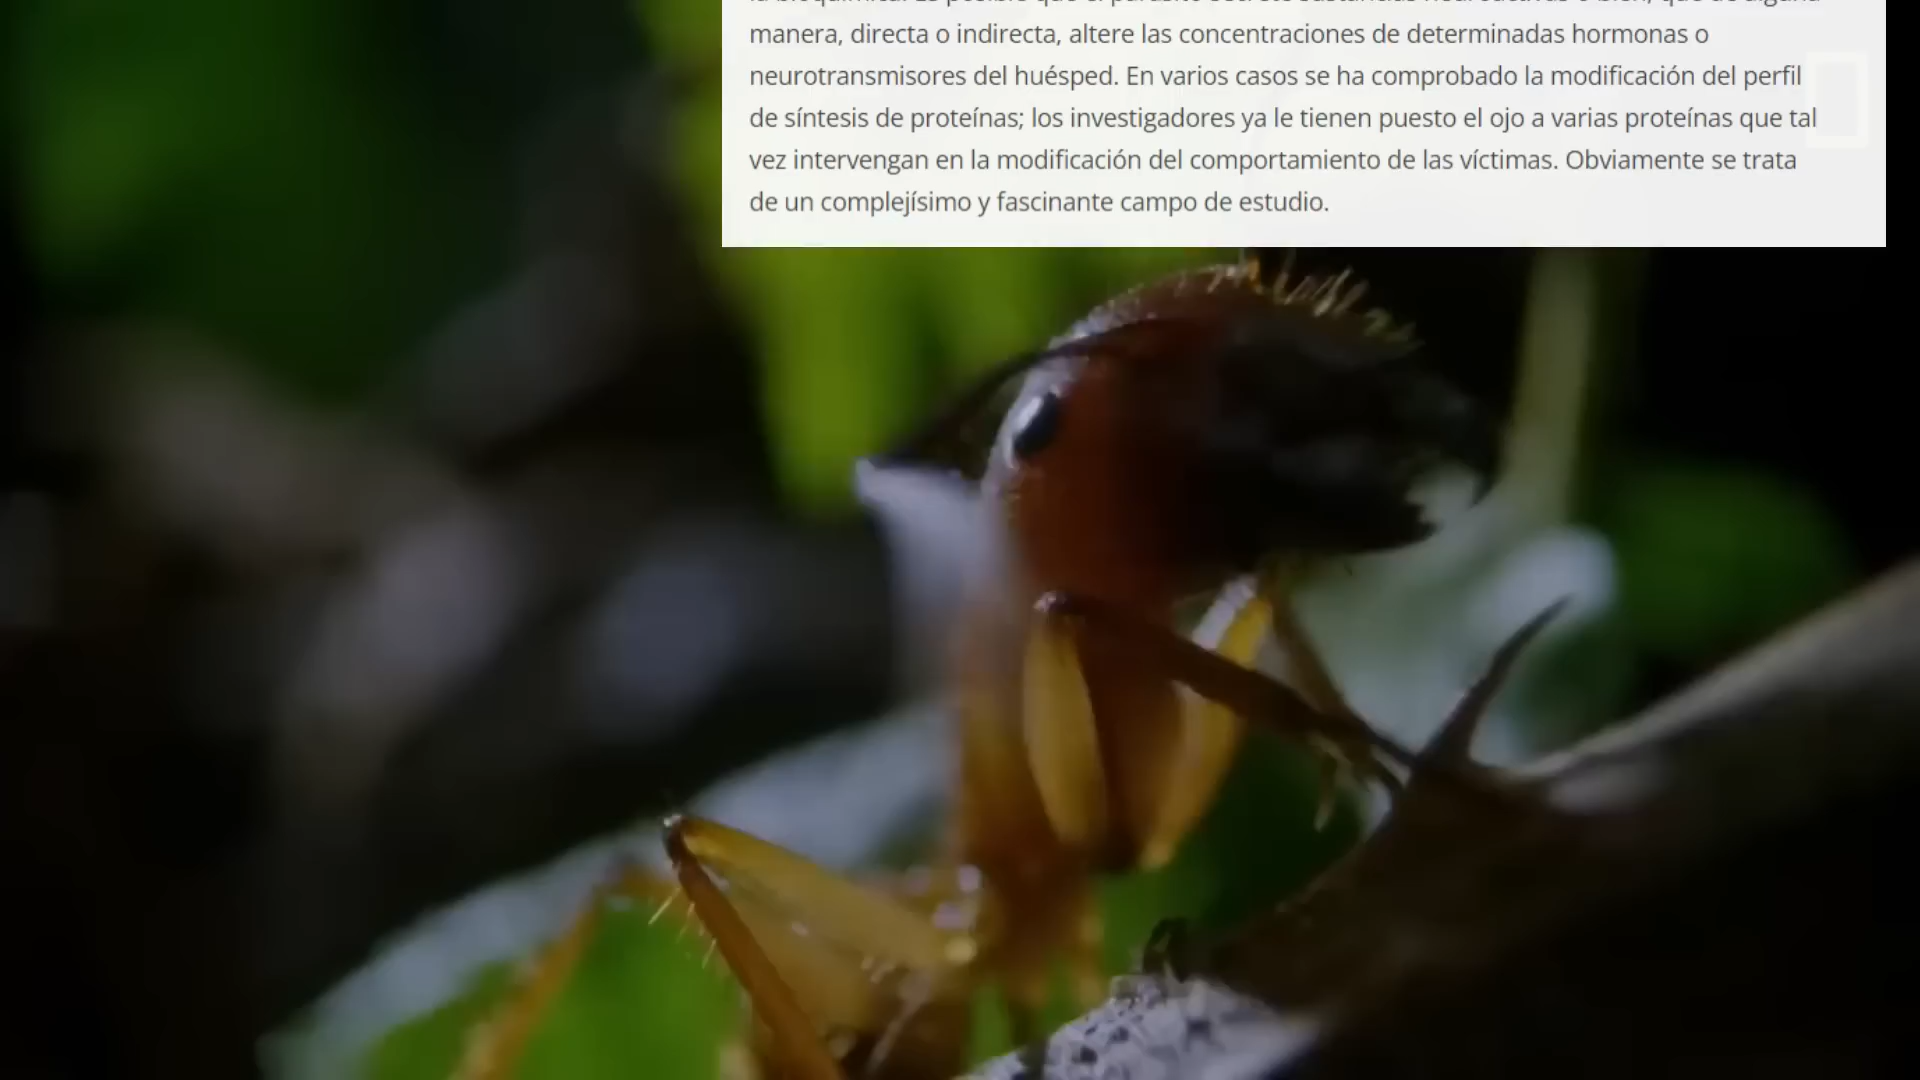 manera, directa o indirecta, altere las concentraciones de determinadas hormonas o
neurotransmisores del huésped. En varios casos se ha comprobado la modificación del perfil
de síntesis de proteínas; los investigadores ya le tienen puesto el ojo a varias proteínas que tal
vez intervengan en la modificación del comportamiento de las víctimas. Obviamente se trata
de un complejísimo y fascinante campo de estudio.